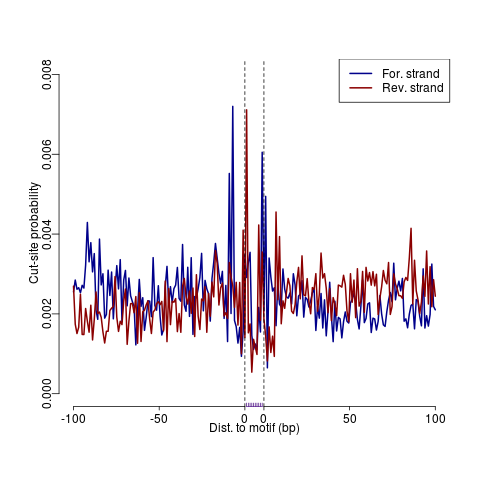 For. strand
Rev. strand
Cut-site probability
0.008
0.006
0.004
0.002
0.000
-100 -50 0 0 50 100
Dist. to motif (bp)